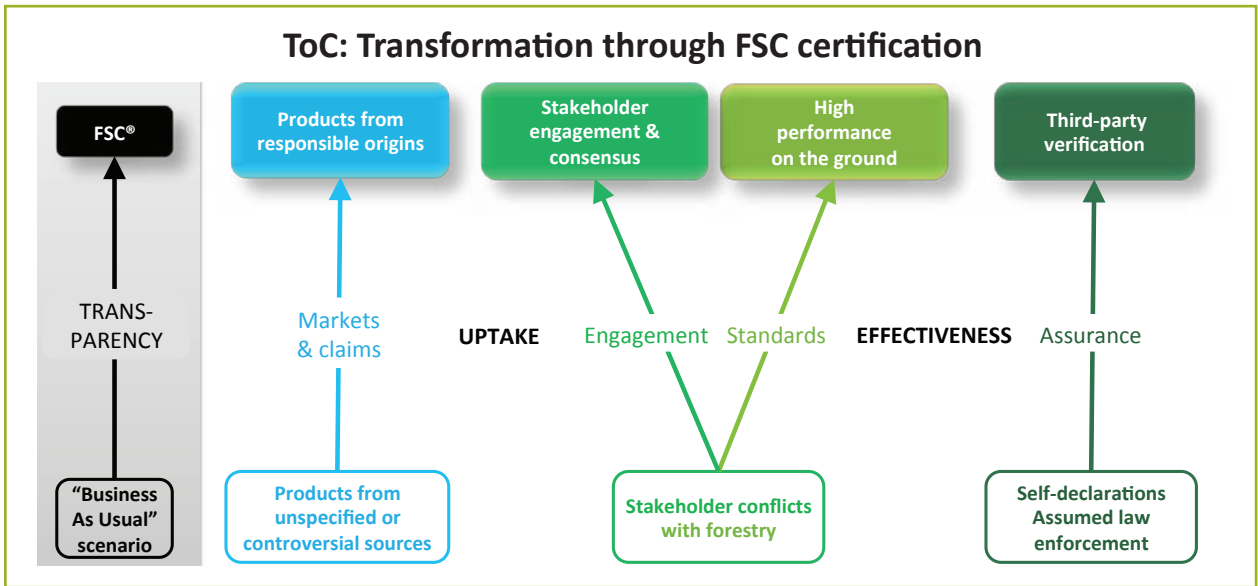 ToC: Transformation through FSC certification
FSC®
Products from
responsible origins
Stakeholder
engagement &
consensus
High
performance
on the ground
Third-party
verification
TRANS-
PARENCY
Markets
& claims
UPTAKE
Engagement
Standards
EFFECTIVENESS
Assurance
“Business
As Usual”
scenario
Products from
unspecified or
controversial sources
Stakeholder conflicts
with forestry
Self-declarations
Assumed law
enforcement